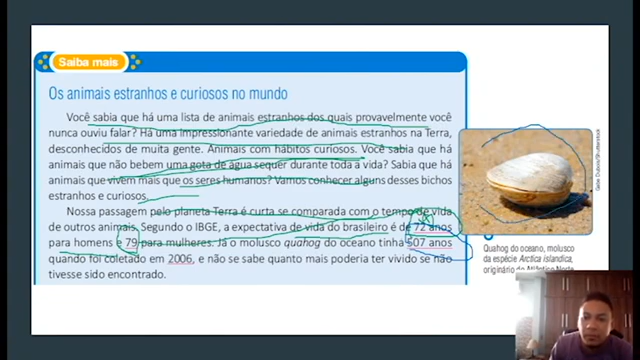 Saiba mais
Os animais estranhos e curiosos no mundo
Você sabia que há uma lista de animais estranhos dos quais provavelmente você
nunca ouviu falar? Há uma impressionante variedade de animais estranhos na Terra,
desconhecidos de muita gente. Animais com hábitos curiosos. Você sabia que há
animais que não bebem uma gota de água sequer durante toda a vida? Sabia que há
animais que vivem mais que os seres humanos? Vamos conhecer alguns desses bichos
estranhos e curiosos.
Nossa passagem pelo planeta Terra é curta se comparada com o tempo de vida
de outros animais. Segundo o IBGE, a expectativa de vida do brasileiro é de 72 anos
para homens e 79 para mulheres. Já o molusco quahog do oceano tinha 507 anos
quando foi coletado em 2006, e não se sabe quanto mais poderia ter vivido se não
tivesse sido encontrado.
Quahog do oceano, molusco
da espécie Arctica islandica,
originário do Atlântico Norte